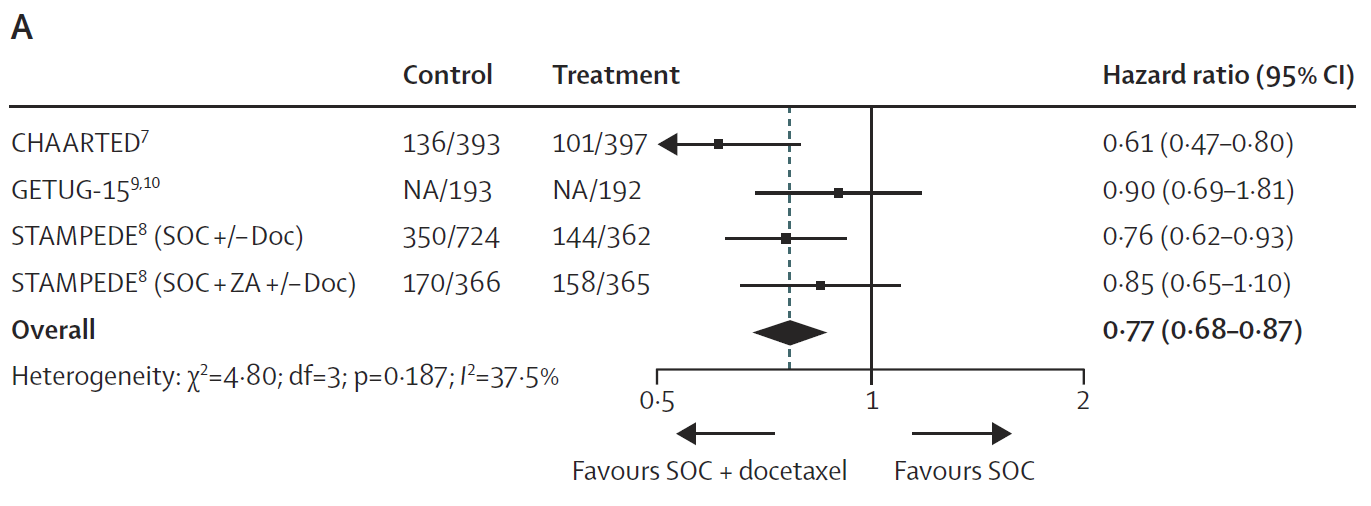 A
Control Treatment Hazard ratio (95% CI)
CHAARTED7 136/393 101/397 0·61 (0·47–0·80)
GETUG-159,10 NA/193 NA/192 0·90 (0·69–1·81)
STAMPEDE8 (SOC +/– Doc) 350/724 144/362 0·76 (0·62–0·93)
STAMPEDE8 (SOC + ZA +/– Doc) 170/366 158/365 0·85 (0·65–1·10)
Overall 0·77 (0·68–0·87)
Heterogeneity: χ2=4·80; df=3; p=0·187; I2=37·5%
0·5 1 2
Favours SOC + docetaxel Favours SOC